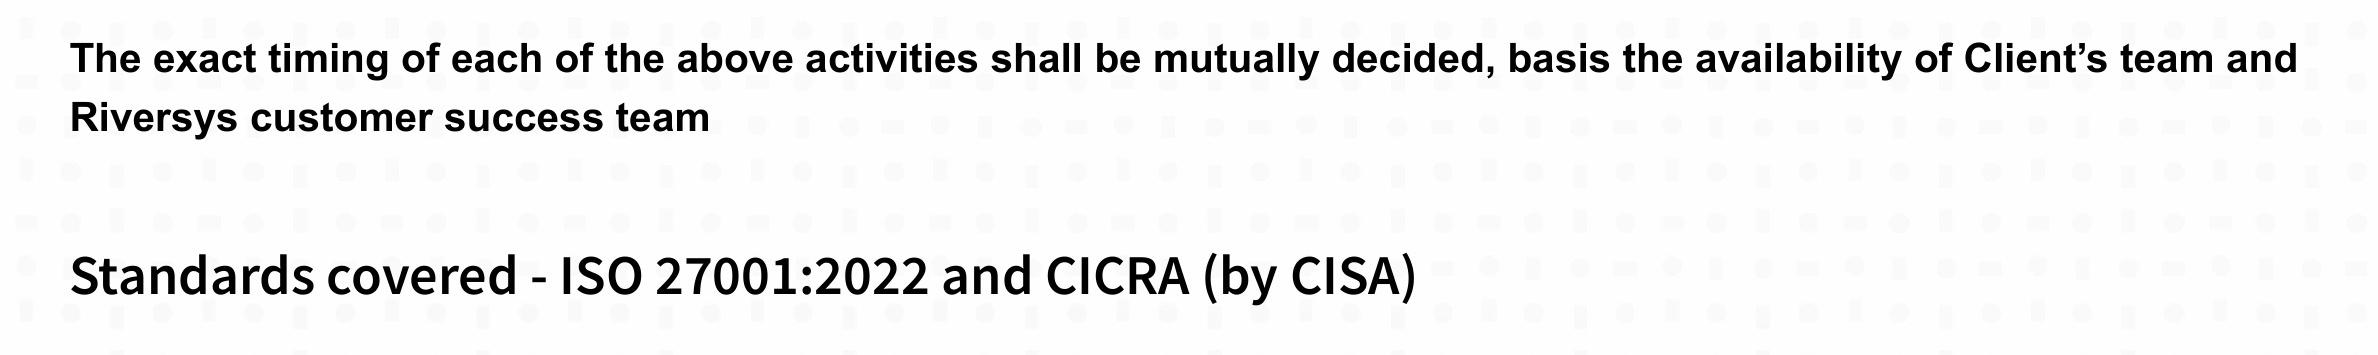 The exact timing of each of the above activities shall be mutually decided, basis the availability of Client’s team and
Riversys customer success team
Standards covered - ISO 27001:2022 and CICRA (by CISA)